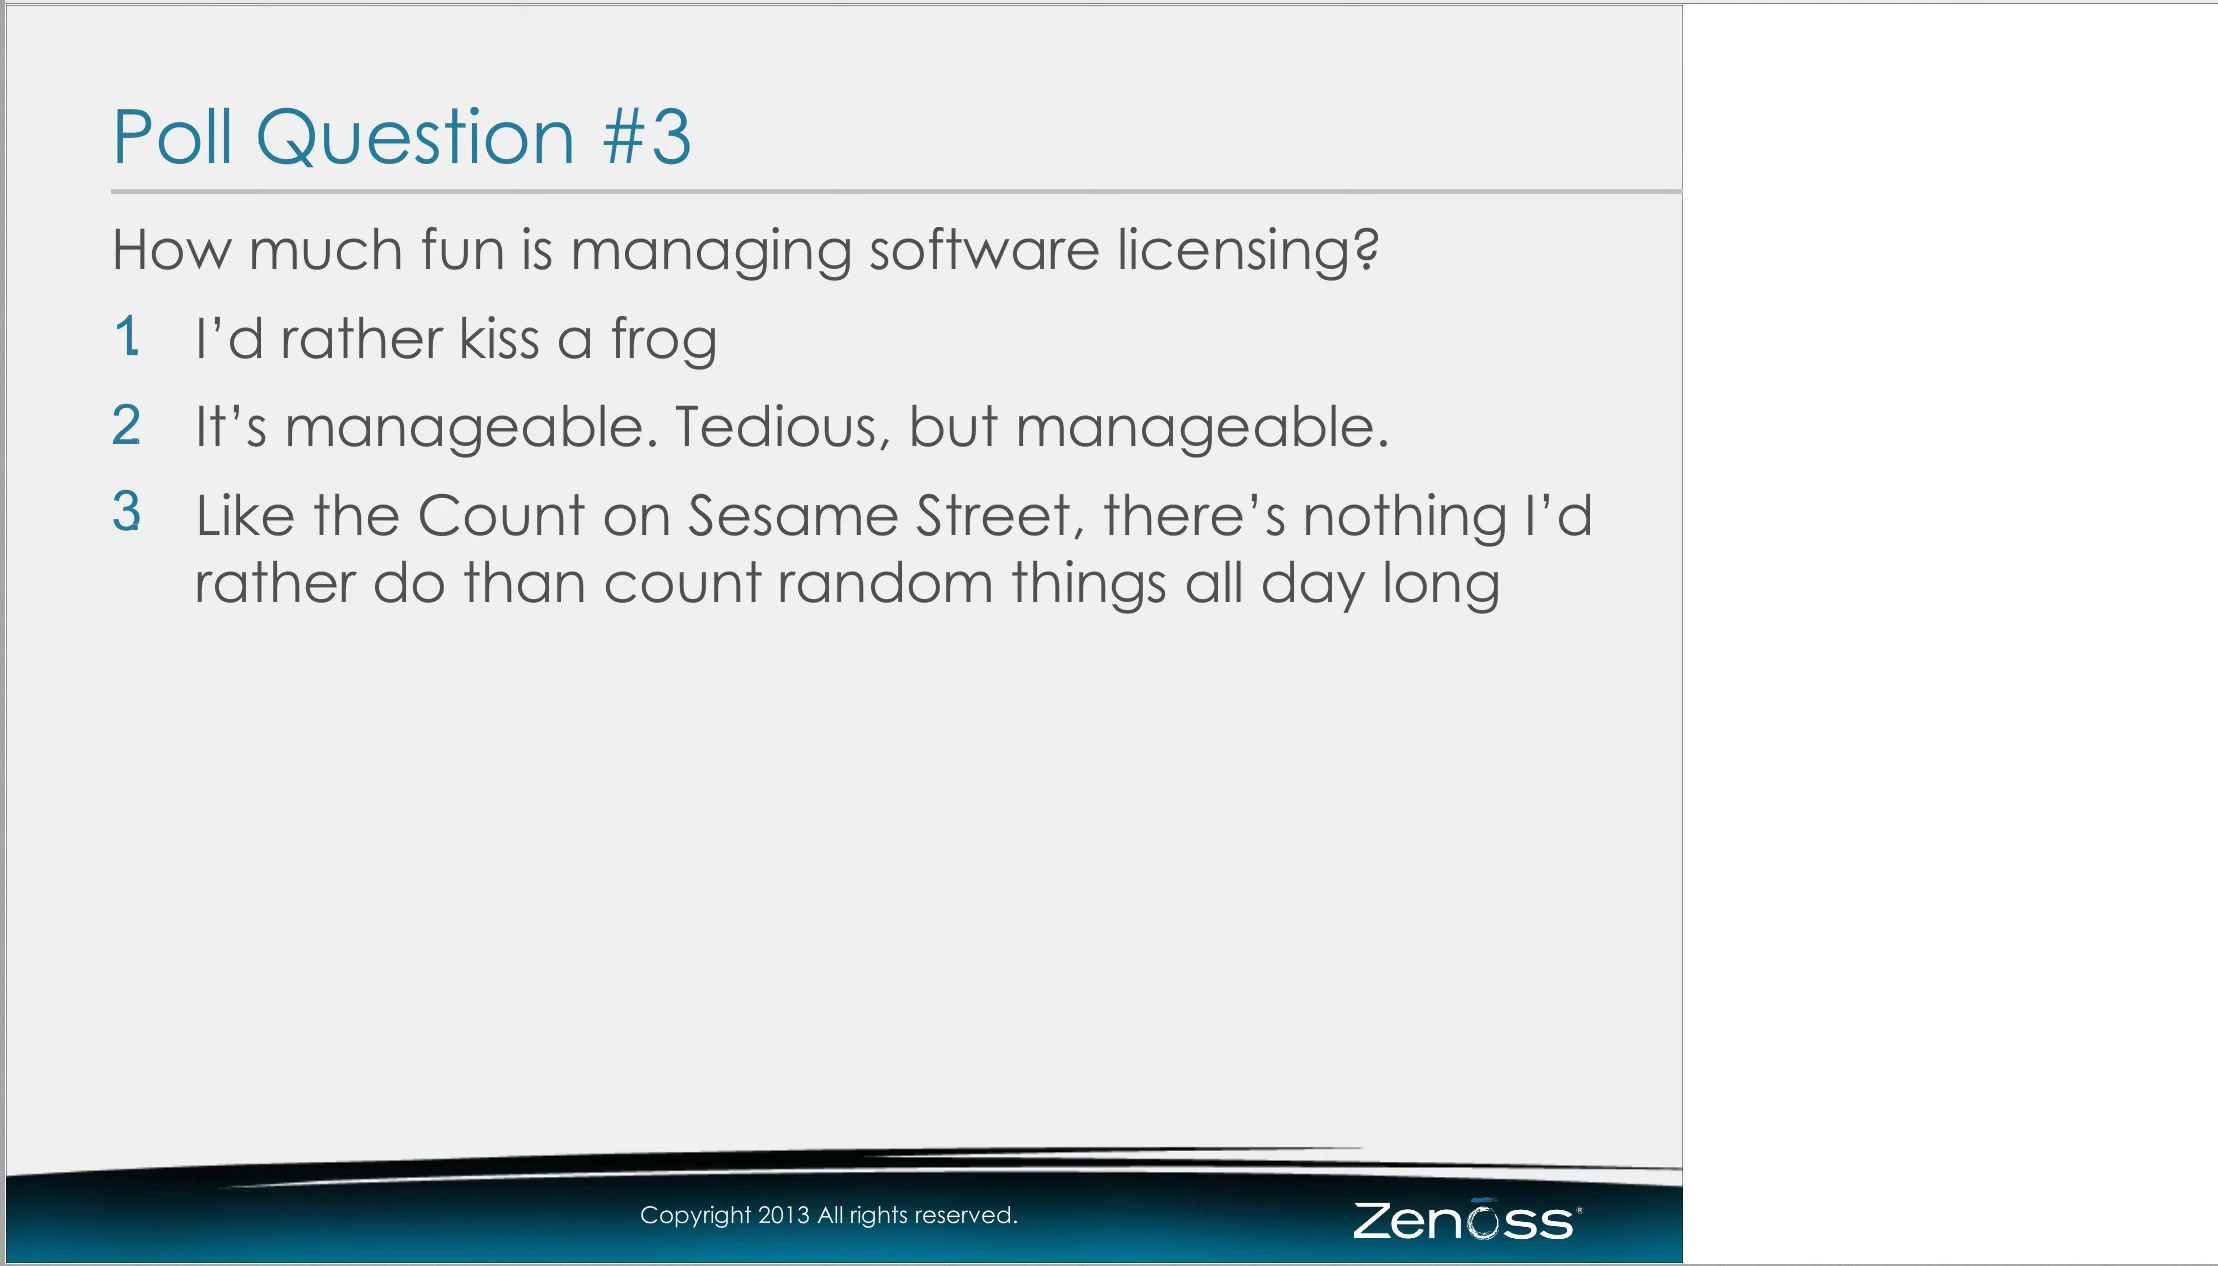 Poll Question #3
How much fun is managing software licensing?
1. I’d rather kiss a frog
2. It’s manageable. Tedious, but manageable.
3. Like the Count on Sesame Street, there’s nothing I’d
rather do than count random things all day long
Copyright 2013 All rights reserved.
Zenoss®